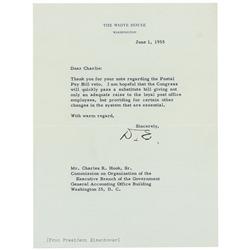 THE WHITE HOUSE
WASHINGTON
June 1, 1955
Dear Charlie:
Thank you for your note regarding the Postal
Pay Bill veto. I am hopeful that the Congress
will quickly pass a substitute bill giving not
only an adequate raise to the loyal post office
employees, but providing for certain other
changes in the system that are essential.
With warm regard,
Sincerely,
D.E.
Mr. Charles R. Hook, Sr.
Commission on Organization of the
Executive Branch of the Government
General Accounting Office Building
Washington 25, D. C.
[From President Eisenhower]